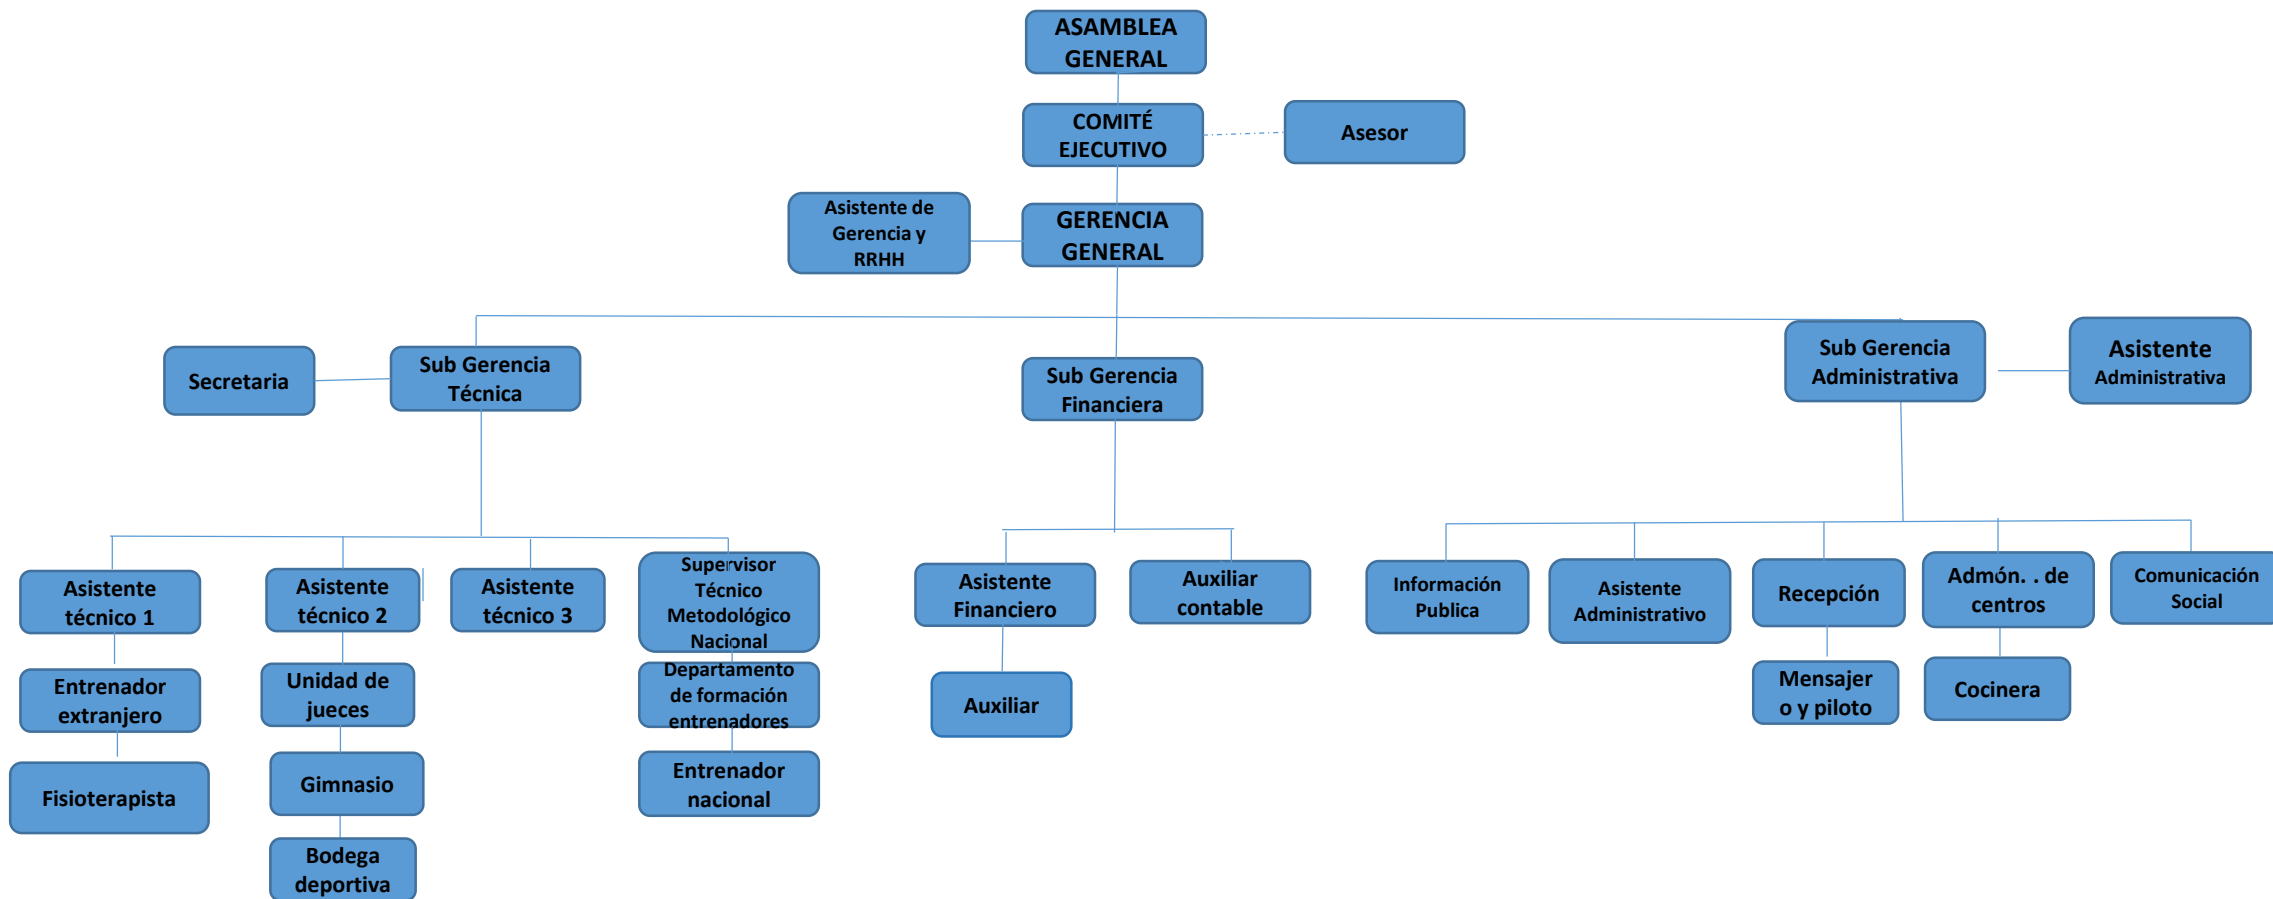 ASAMBLEA
GENERAL
COMITÉ
EJECUTIVO
Asesor
Asistente de
Gerencia y
RRHH
GERENCIA
GENERAL
Secretaria
Sub Gerencia
Técnica
Sub Gerencia
Financiera
Sub Gerencia
Administrativa
Asistente
Administrativa
Asistente
técnico 1
Asistente
técnico 2
Asistente
técnico 3
Supervisor
Técnico
Metodológico
Nacional
Asistente
Financiero
Auxiliar
contable
Información
Publica
Asistente
Administrativo
Recepción
Admón. . de
centros
Comunicación
Social
Entrenador
extranjero
Unidad de
jueces
Departamento
de formación
entrenadores
Auxiliar
Mensajer
o y piloto
Cocinera
Fisioterapista
Gimnasio
Entrenador
nacional
Bodega
deportiva